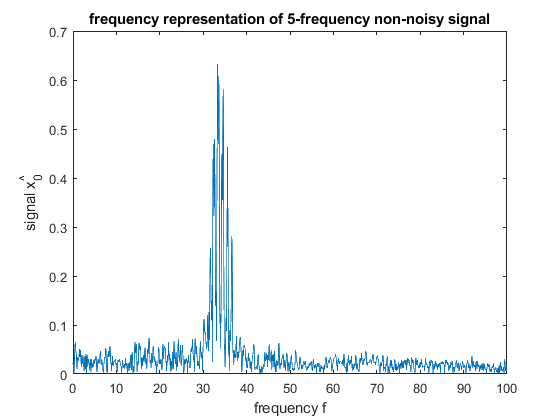 frequency representation of 5-frequency non-noisy signal
0.7
0.6
0.5
0.4
0.3
0.2
0.1
0
signal x_0^
0 10 20 30 40 50 60 70 80 90 100
frequency f